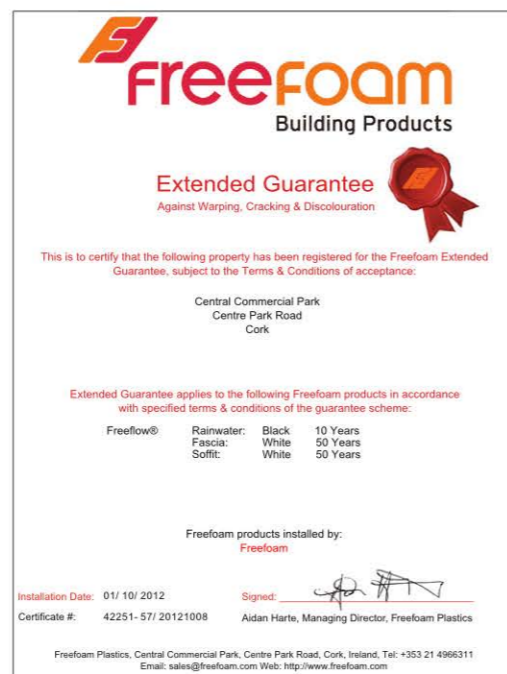 freefoam
Building Products
Extended Guarantee
Against Warping, Cracking & Discolouration
This is to certify that the following property has been registered for the Freefoam Extended
Guarantee, subject to the Terms & Conditions of acceptance:
Central Commercial Park
Centre Park Road
Cork
Extended Guarantee applies to the following Freefoam products in accordance
with specified terms & conditions of the guarantee scheme:
Freeflow® Rainwater: Black 10 Years
Fascia: White 50 Years
Soffit: White 50 Years
Freefoam products installed by:
Freefoam
Installation Date: 01/ 10/ 2012 Signed:
Certificate #: 42251- 57/ 20121008 Aidan Harte, Managing Director, Freefoam Plastics
Freefoam Plastics, Central Commercial Park, Centre Park Road, Cork, Ireland, Tel: +353 21 4966311
Email: sales@freefoam.com Web: http://www.freefoam.com